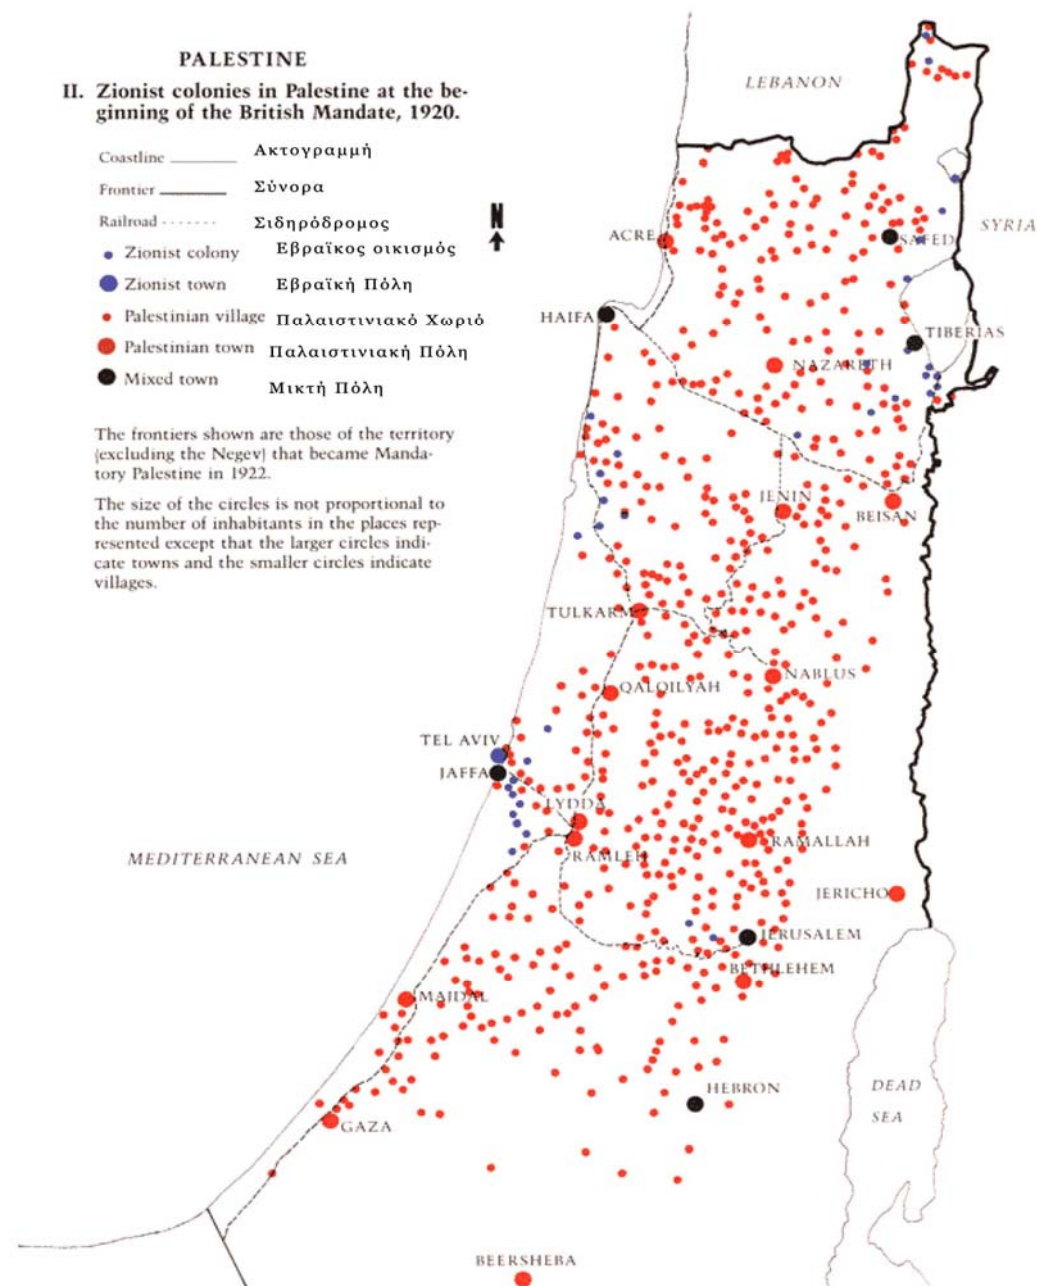 PALESTINE
II. Zionist colonies in Palestine at the be-
ginning of the British Mandate, 1920.
Coastline Ακτογραμμή
Frontier Σύνορα
Railroad Σιδηρόδρομος
Zionist colony Εβραϊκος οικισμός
Zionist town Εβραϊκή Πόλη
Palestinian village Παλαιστινιακό Χωριό
Palestinian town Παλαιστινιακή Πόλη
Mixed town Μικτή Πόλη
N
The frontiers shown are those of the territory
(excluding the Negev) that became Manda-
tory Palestine in 1922.
The size of the circles is not proportional to
the number of inhabitants in the places rep-
resented except that the larger circles indi-
cate towns and the smaller circles indicate
villages.
LEBANON
SYRIA
ACRE
SAFED
HAIFA
TIBERIAS
NAZARETH
JENIN
BEISAN
TULKARM
NABLUS
QALQILYAH
TEL AVIV
JAFFA
LYDDA
RAMLEH
RAMALLAH
MEDITERRANEAN SEA
JERICHO
JERUSALEM
BETHLEHEM
MAJDAL
HEBRON
DEAD
SEA
GAZA
BEERSHEBA